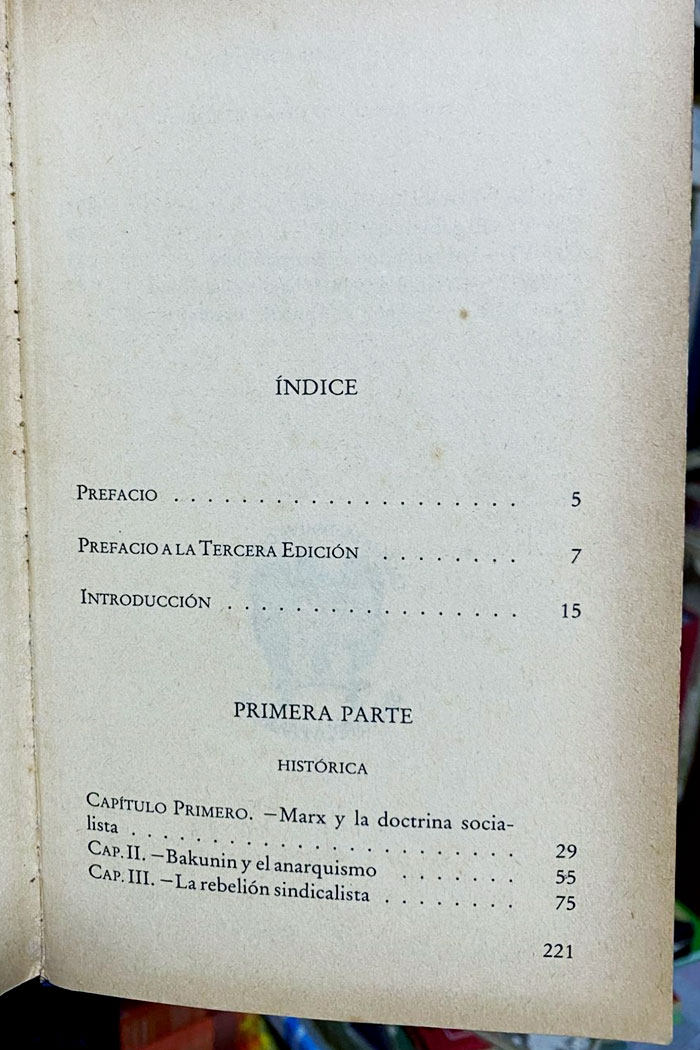 ÍNDICE
PREFACIO . . . . . . . . . . . . . . . . . . . . 5
PREFACIO A LA TERCERA EDICIÓN . . . . . . . . 7
INTRODUCCIÓN . . . . . . . . . . . . . . . . . . 15
PRIMERA PARTE
HISTÓRICA
CAPÍTULO PRIMERO. —Marx y la doctrina socia-
lista . . . . . . . . . . . . . . . . . . . . . . . 29
CAP. II. —Bakunin y el anarquismo . . . . . . . 55
CAP. III. —La rebelión sindicalista . . . . . . . . 75
221